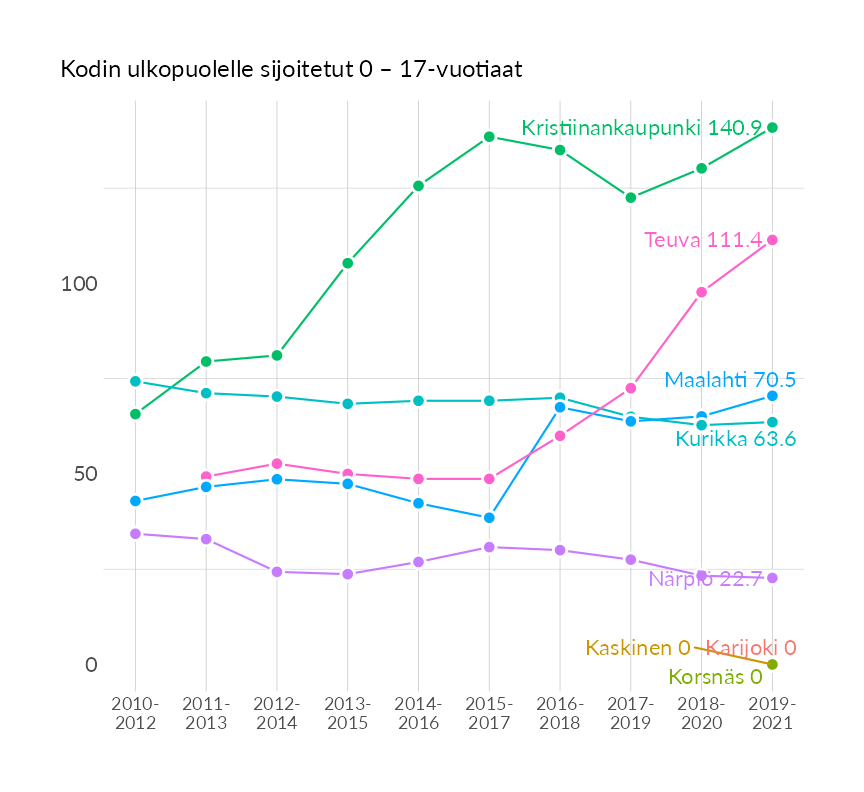 Kodin ulkopuolelle sijoitetut 0 – 17-vuotiaat
Kristiinankaupunki 140.9
Teuva 111.4
100
Maalahti 70.5
Kurikka 63.6
50
Närpiö 22.7
Kaskinen 0
Karijoki 0
0
Korsnäs 0
2010-
2012
2011-
2013
2012-
2014
2013-
2015
2014-
2016
2015-
2017
2016-
2018
2017-
2019
2018-
2020
2019-
2021